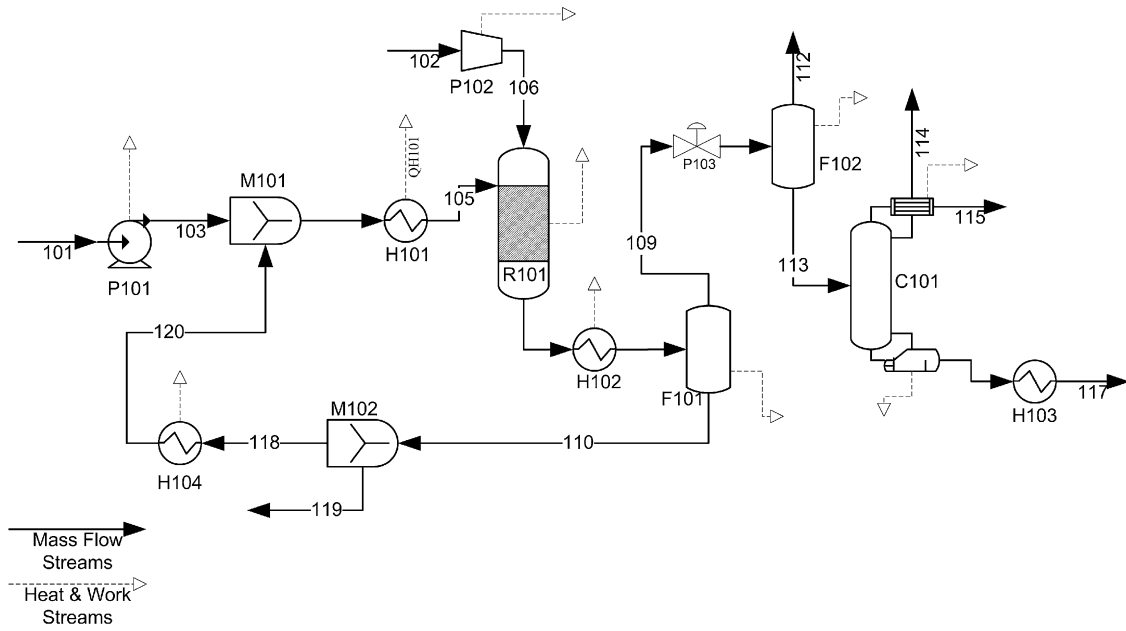 102
P102
106
112
P103
F102
114
QH101
M101
103
105
H101
R101
101
P101
109
115
113
C101
120
H102
F101
H103
117
M102
118
110
H104
119
Mass Flow
Streams
Heat & Work
Streams